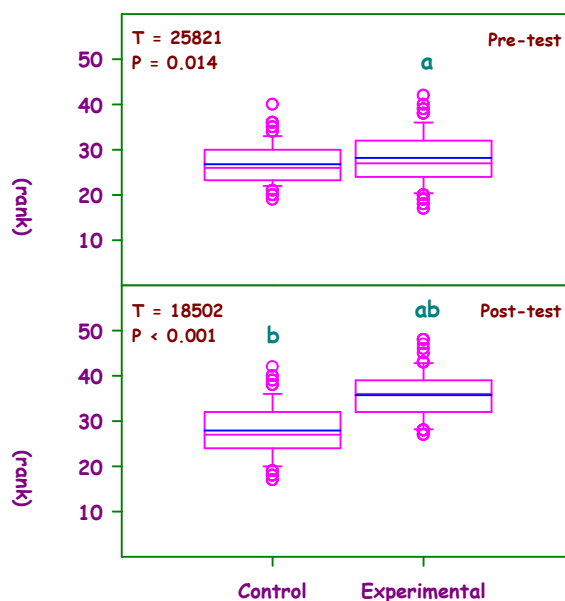 T = 25821
P = 0.014
Pre-test
a
50
40
30
20
10
(rank)
T = 18502
P < 0.001
Post-test
b
ab
50
40
30
20
10
(rank)
Control Experimental